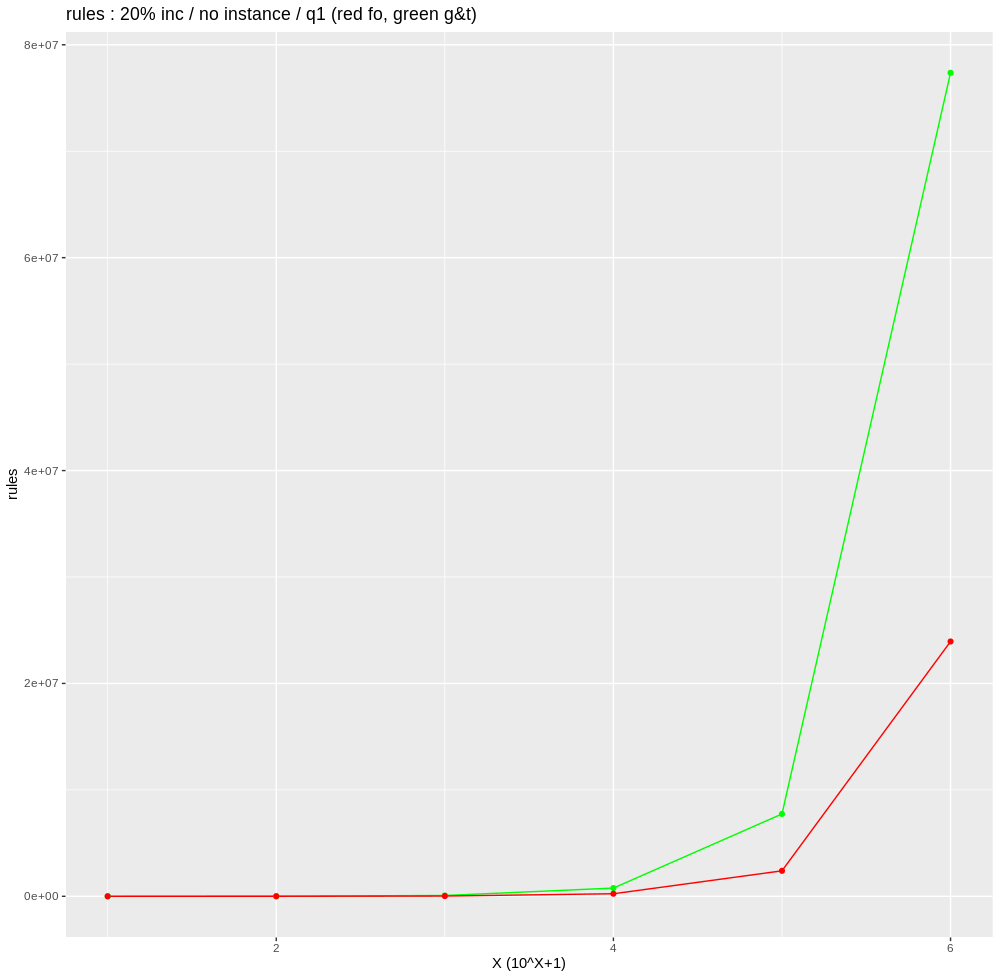 rules : 20% inc / no instance / q1 (red fo, green g&t)
8e+07
6e+07
4e+07
2e+07
0e+00
rules
2
4
6
X (10^X+1)